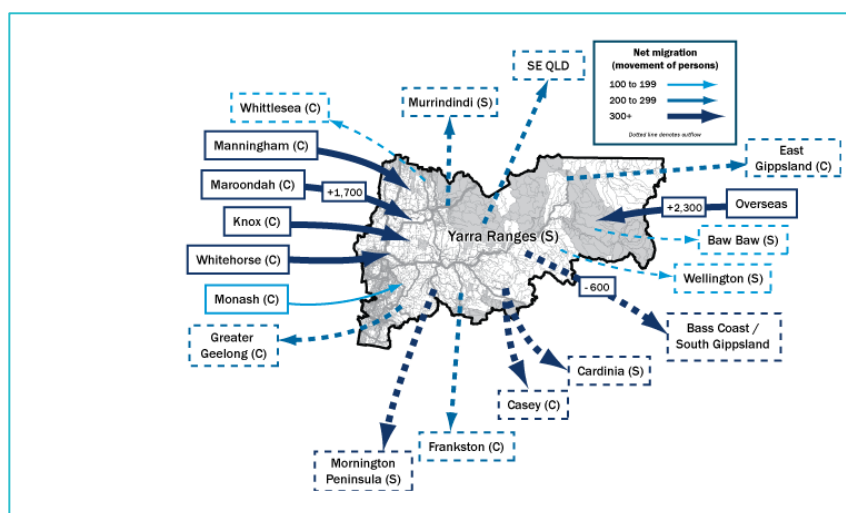 SE QLD
Net migration
(movement of persons)
100 to 199
200 to 299
300+
Dotted line denotes outflow
Whittlesea (C)
Murrindindi (S)
Manningham (C)
East
Gippsland (C)
Maroondah (C)
+1,700
Overseas
+2,300
Knox (C)
Yarra Ranges (S)
Baw Baw (S)
Whitehorse (C)
Wellington (S)
-600
Monash (C)
Bass Coast /
South Gippsland
Greater
Geelong (C)
Cardinia (S)
Casey (C)
Frankston (C)
Mornington
Peninsula (S)